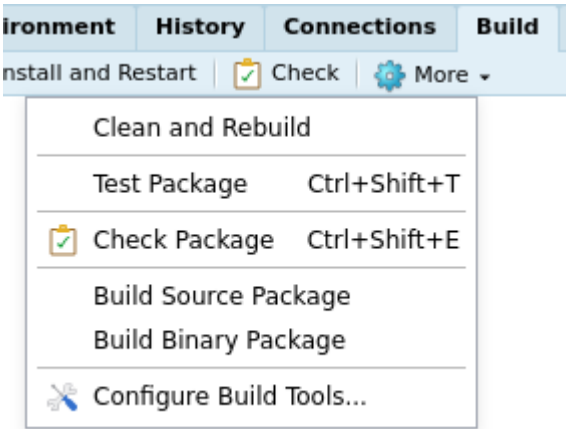 ironment History Connections Build
nstall and Restart Check More
Clean and Rebuild
Test Package Ctrl+Shift+T
Check Package Ctrl+Shift+E
Build Source Package
Build Binary Package
Configure Build Tools...